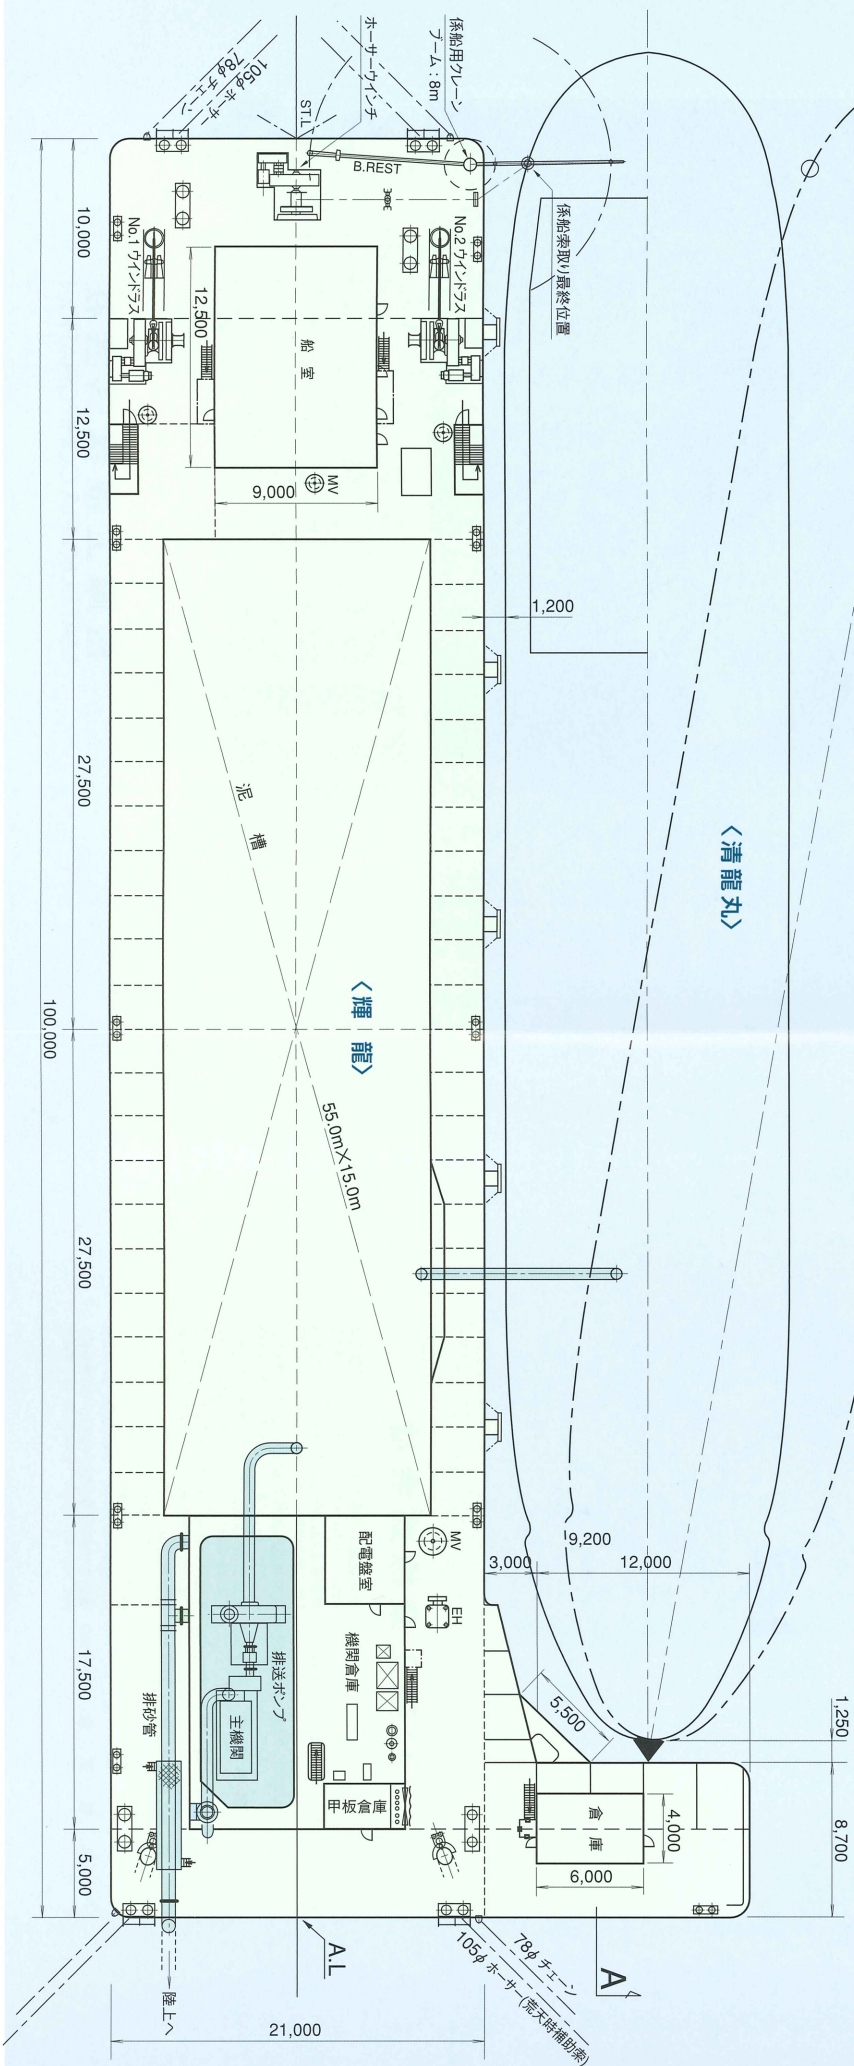 係船用クレーン
ブーム：8m
ホーサーウインチ
105φ ホーサ
78φ チェーン
ST.L
B.REST
係船索取り最終位置
10,000
No.1 ウインドラス
No.2 ウインドラス
12,500
船室
12,500
9,000
MV
1,200
27,500
泥槽
〈清龍丸〉
〈輝龍〉
100,000
55.0m×15.0m
27,500
配電盤室
MV
EH
3,000
9,200
12,000
機関倉庫
排送ポンプ
主機関
排砂管
17,500
5,500
1,250
甲板倉庫
倉庫
4,000
6,000
8,700
5,000
A.L
A
78φ チェーン
105φ ホーサー(荒天時補助索)
陸上へ
21,000